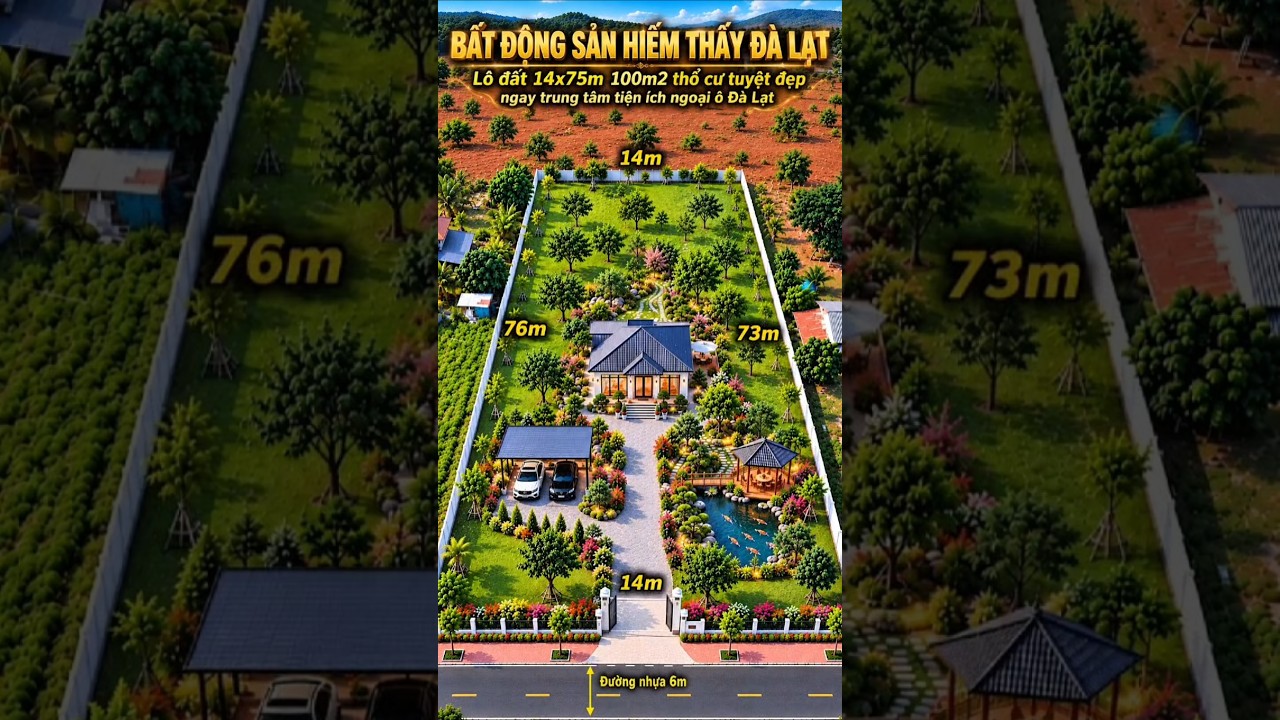 BẤT ĐỘNG SẢN HIẾM THẤY ĐÀ LẠT
Lô đất 14x75m 100m2 thổ cư tuyệt đẹp
ngay trung tâm tiện ích ngoại ô Đà Lạt
14m
76m
73m
76m
73m
14m
Đường nhựa 6m